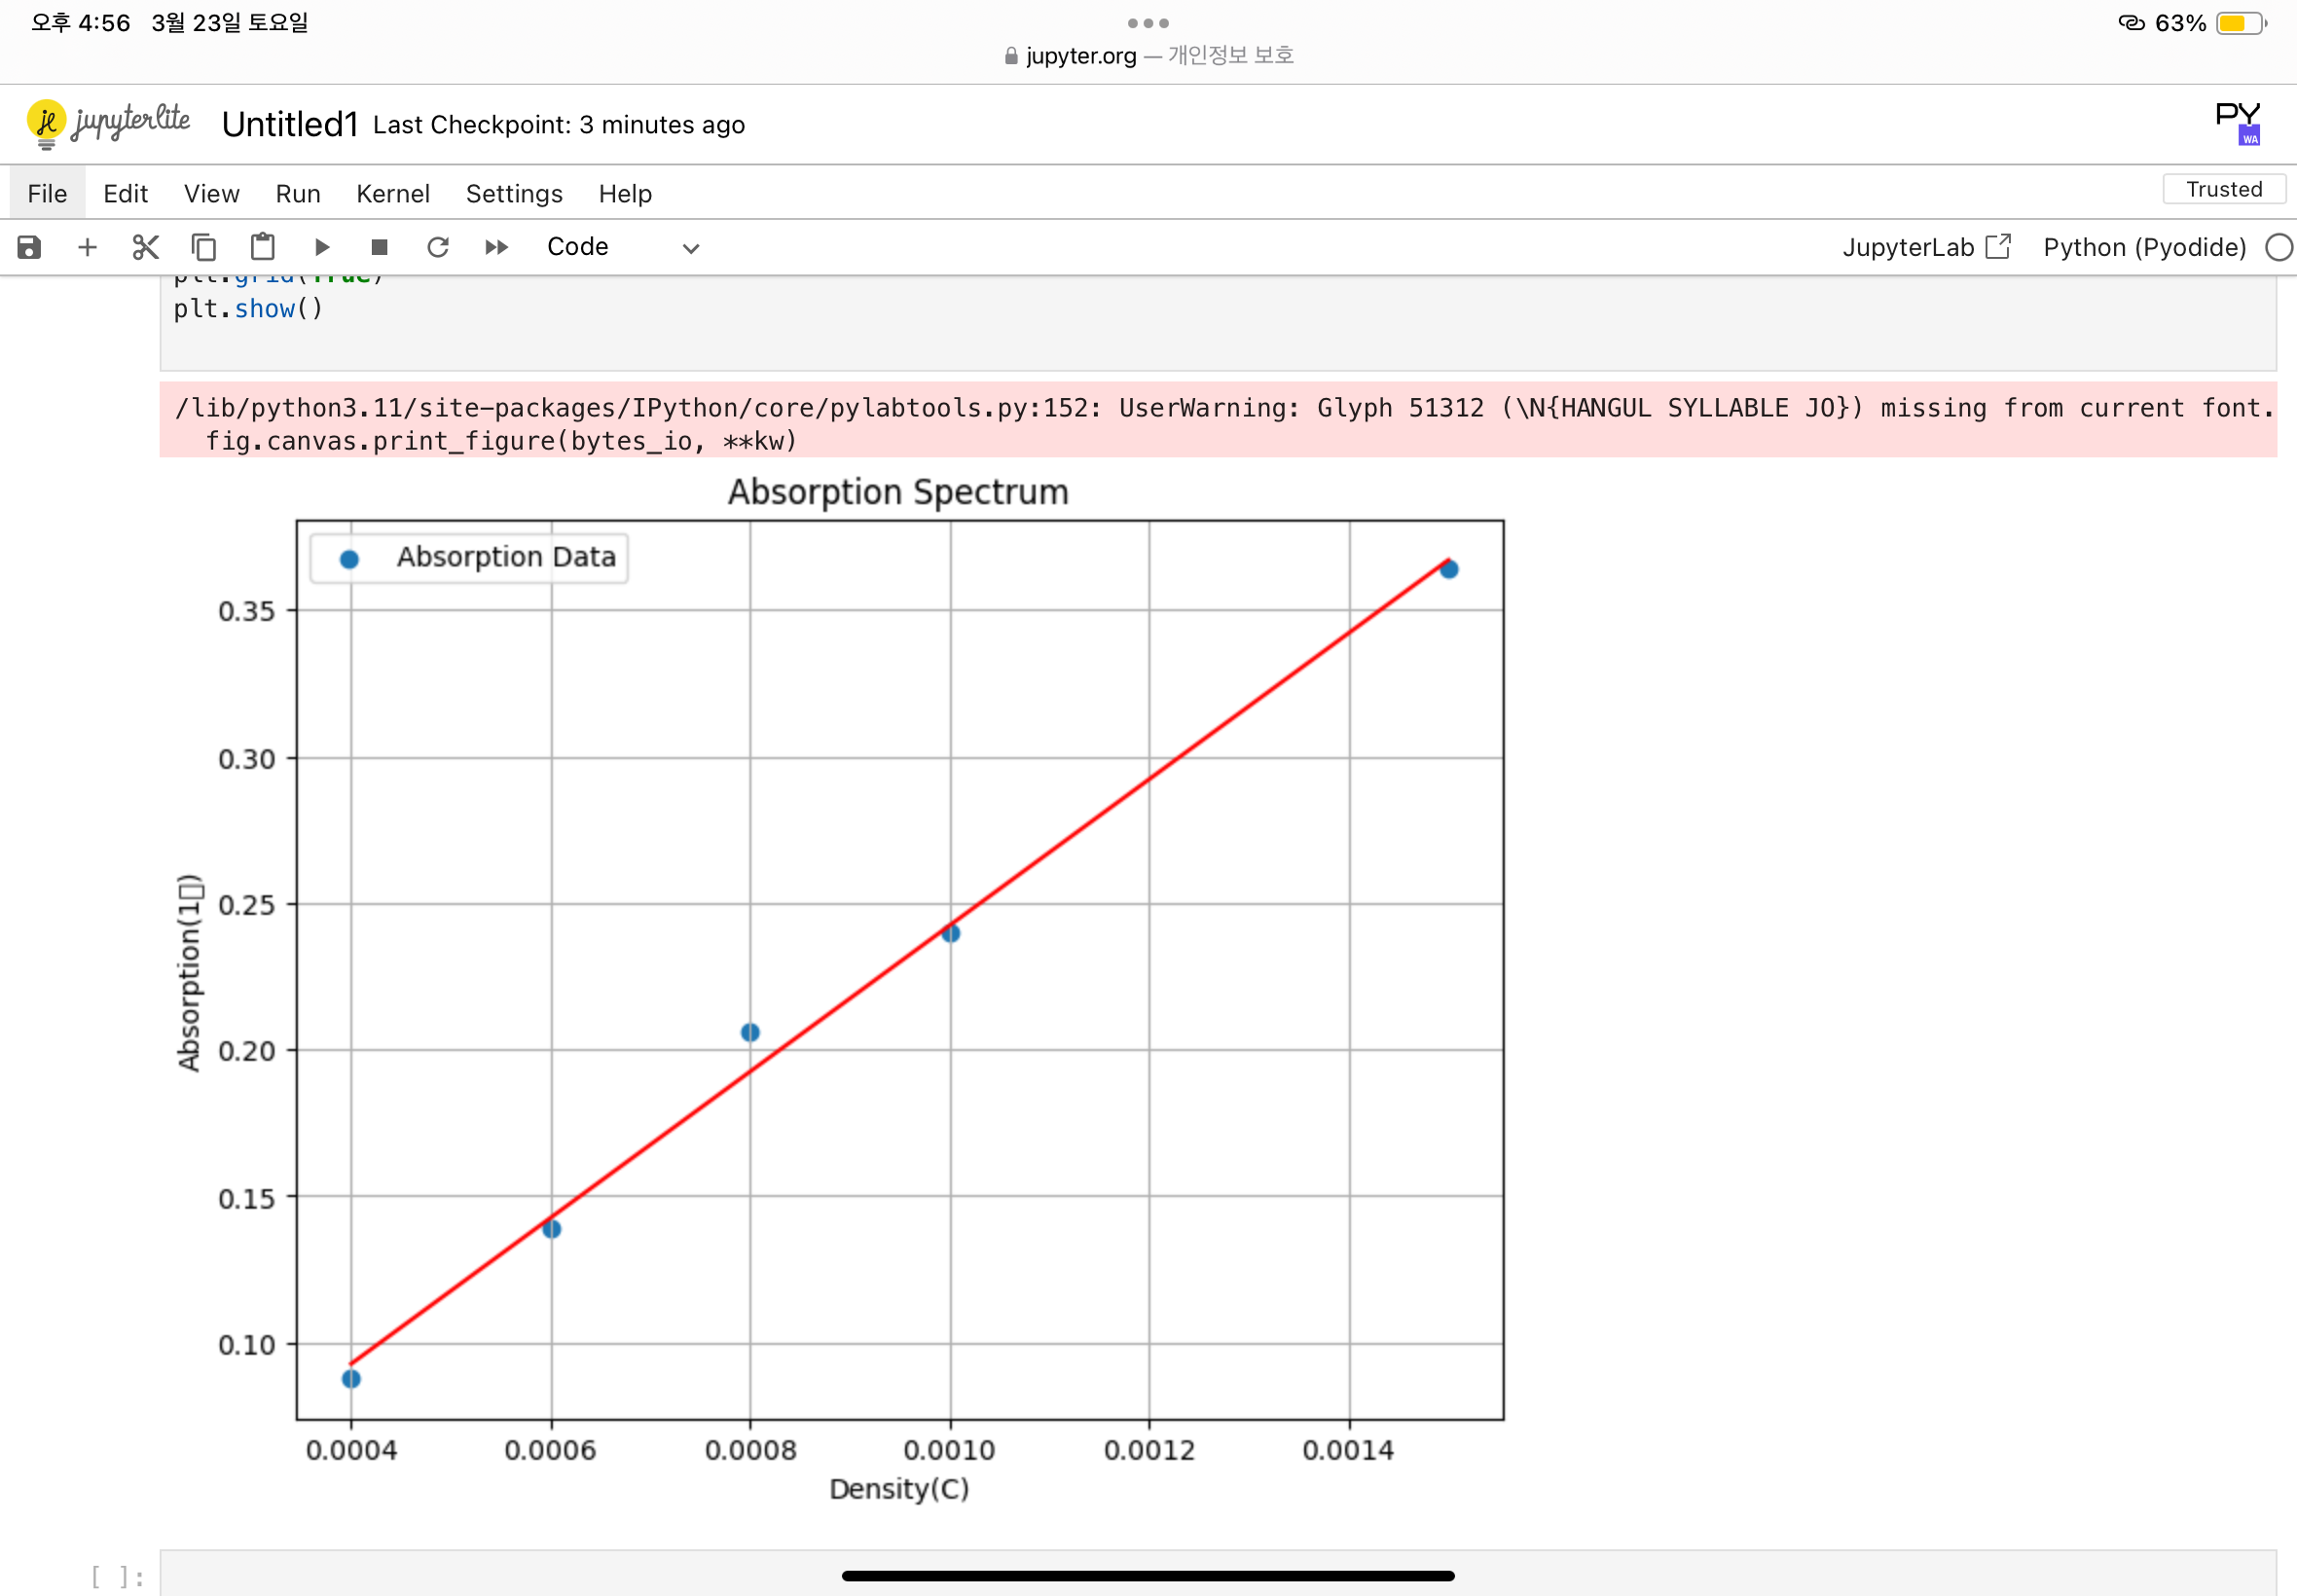 오후 4:56 3월 23일 토요일
63%
jupyter.org — 개인정보 보호
jupyterlite Untitled1 Last Checkpoint: 3 minutes ago
PY
WA
File Edit View Run Kernel Settings Help
Trusted
Code
JupyterLab Python (Pyodide)
plt.grid(True)
plt.show()
/lib/python3.11/site-packages/IPython/core/pylabtools.py:152: UserWarning: Glyph 51312 (\N{HANGUL SYLLABLE JO}) missing from current font.
fig.canvas.print_figure(bytes_io, **kw)
Absorption Spectrum
Absorption Data
0.35
0.30
0.25
0.20
0.15
0.10
Absorption(1▯)
0.0004 0.0006 0.0008 0.0010 0.0012 0.0014
Density(C)
[ ]: